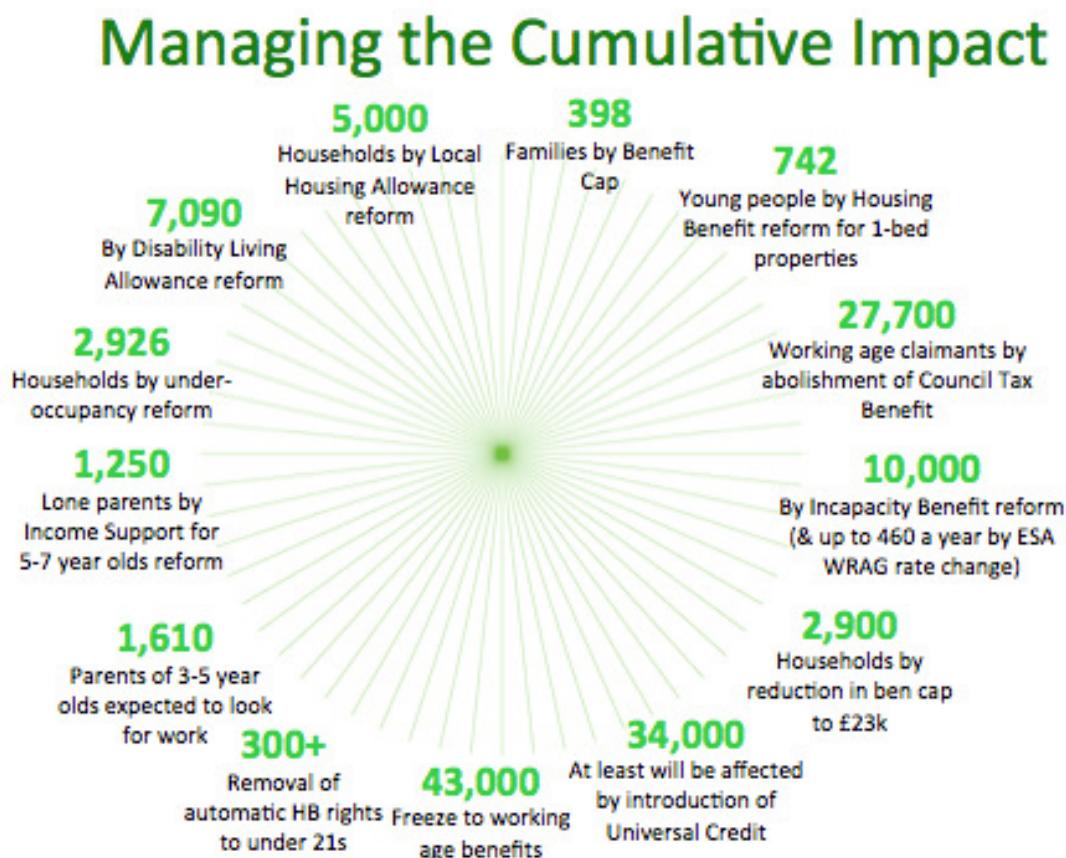 Managing the Cumulative Impact
5,000
Households by Local
Housing Allowance
reform
398
Families by Benefit
Cap
742
Young people by Housing
Benefit reform for 1-bed
properties
27,700
Working age claimants by
abolishment of Council Tax
Benefit
10,000
By Incapacity Benefit reform
(& up to 460 a year by ESA
WRAG rate change)
2,900
Households by
reduction in ben cap
to £23k
34,000
At least will be affected
by introduction of
Universal Credit
43,000
Freeze to working
age benefits
300+
Removal of
automatic HB rights
to under 21s
1,610
Parents of 3-5 year
olds expected to look
for work
1,250
Lone parents by
Income Support for
5-7 year olds reform
2,926
Households by under-
occupancy reform
7,090
By Disability Living
Allowance reform